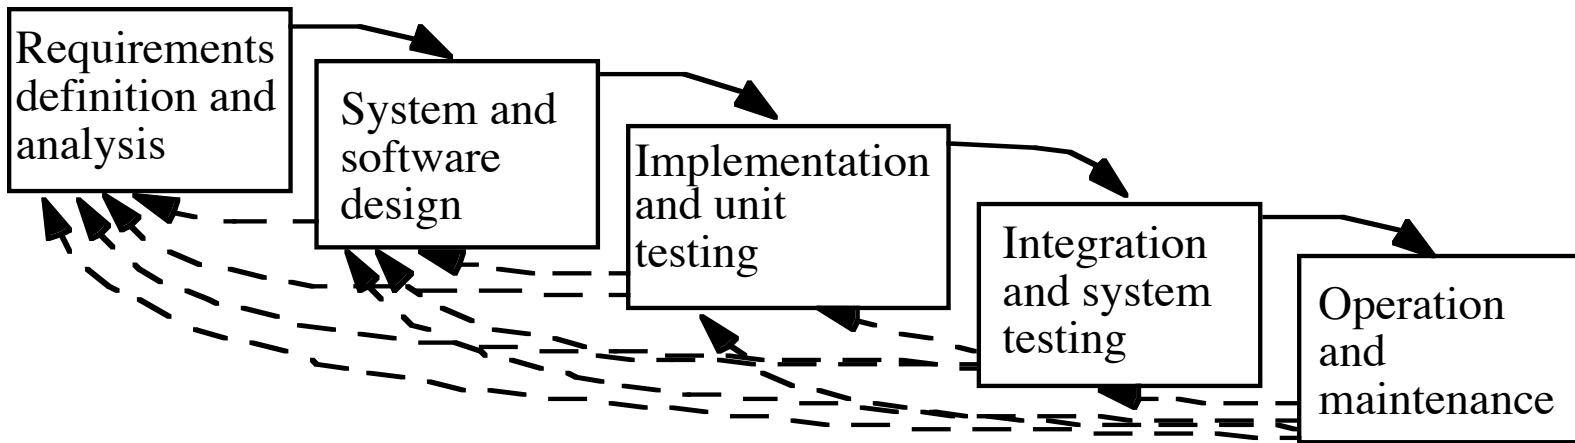 Requirements
definition and
analysis
System and
software
design
Implementation
and unit
testing
Integration
and system
testing
Operation
and
maintenance